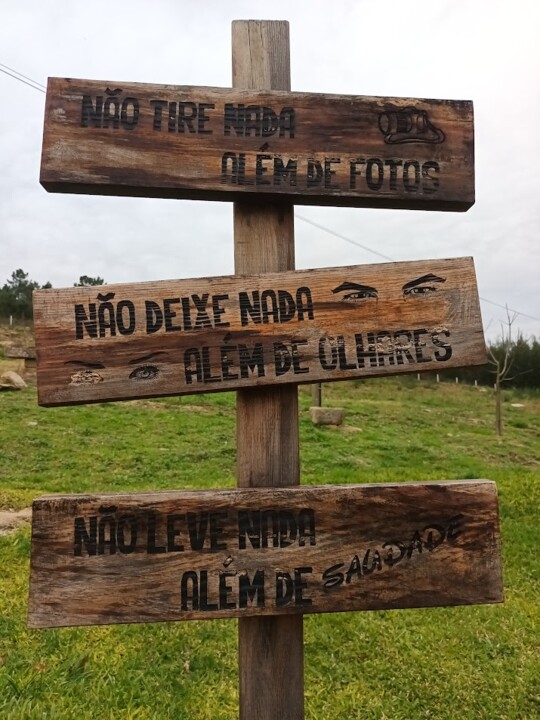 NÃO TIRE NADA
ALÉM DE FOTOS
NÃO DEIXE NADA
ALÉM DE OLHARES
NÃO LEVE NADA
ALÉM DE SAUDADE